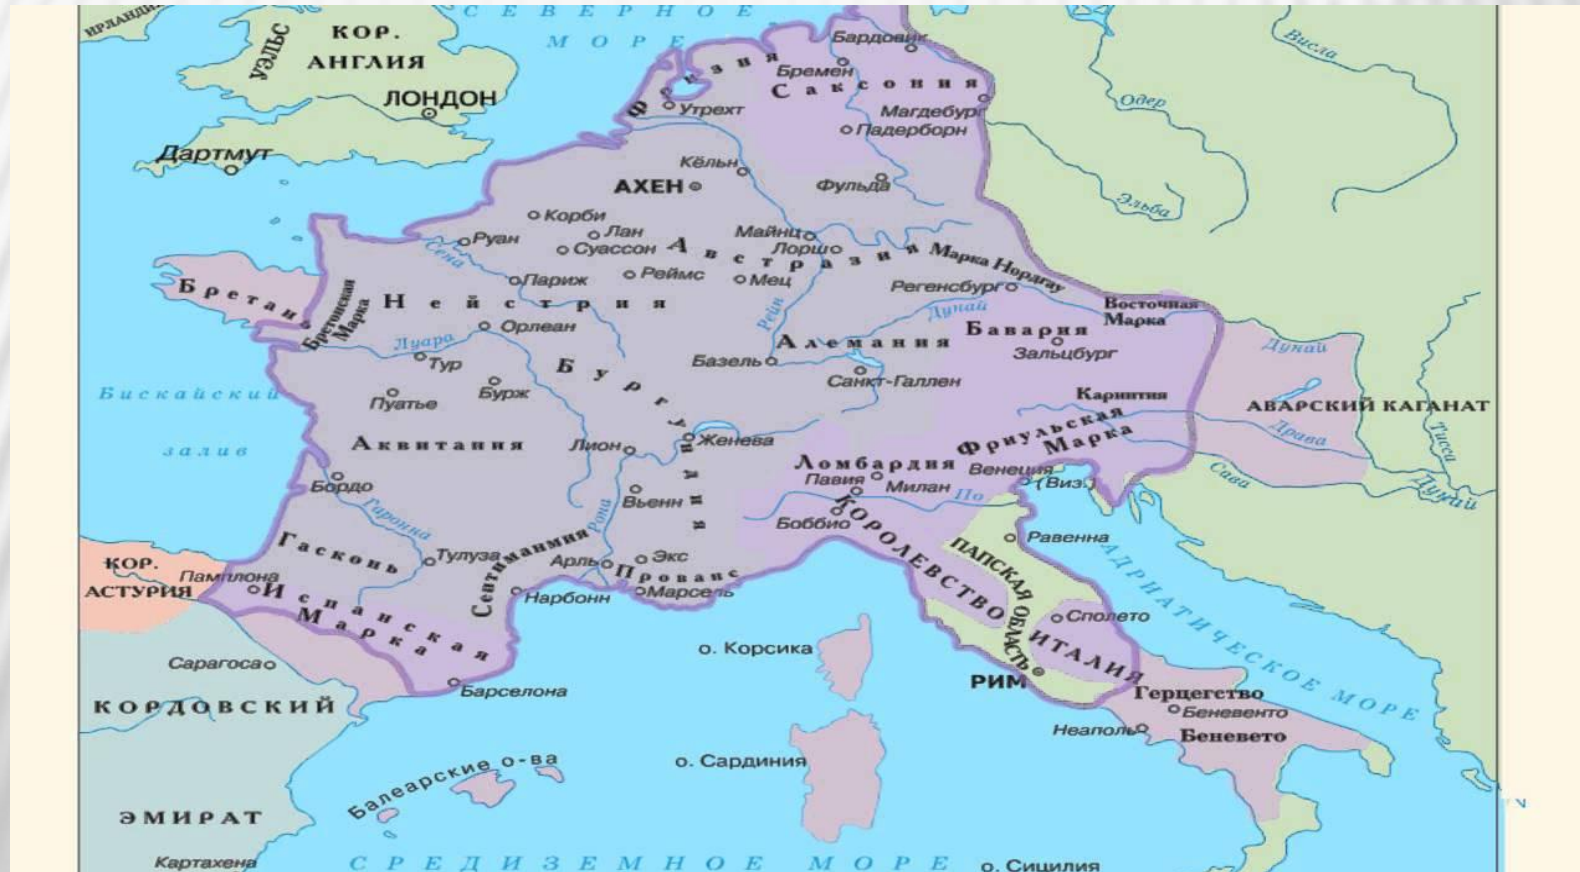 СЕВЕРНОЕ
МОРЕ
КОР.
АНГЛИЯ
УЭЛЬС
ЛОНДОН
Дартмут
Бардовик
Бремен
Фризия
Саксония
Утрехт
Магдебург
Падерборн
Висла
Одер
Эльба
Кёльн
АХЕН
Фульда
Корби
Лан
Руан
Суассон
Сена
Майнц
Лорш
Австразия
Марка Нордгау
Париж
Реймс
Мец
Регенсбург
Бретань
Бретонская
Марка
Нейстрия
Рейн
Дунай
Восточная
Марка
Орлеан
Луара
Алемания
Бавария
Зальцбург
Дунай
Тур
Базель
Санкт-Галлен
Бургундия
Бискайский
залив
Пуатье
Бурж
Каринтия
АВАРСКИЙ КАГАНАТ
Аквитания
Лион
Женева
Фриульская
Марка
Драва
Тисса
Ломбардия
Венеция
(Виз.)
Сава
Дунай
Павия
Милан
По
Бордо
Вьенн
Гаронна
Рона
Боббио
КОРОЛЕВСТВО ИТАЛИЯ
ПАПСКАЯ ОБЛАСТЬ
Равенна
Гасконь
Тулуза
Септиманмия
Арль
Экс
Прованс
Марсель
Нарбонн
КОР.
АСТУРИЯ
Памплона
Испанская
Марка
Сполето
АДРИАТИЧЕСКОЕ МОРЕ
о. Корсика
Сарагоса
Барселона
РИМ
КОРДОВСКИЙ
Герцегство
Беневенто
Неаполь
Беневето
Балеарские о-ва
о. Сардиния
ЭМИРАТ
Картахена
СРЕДИЗЕМНОЕ МОРЕ
о. Сицилия